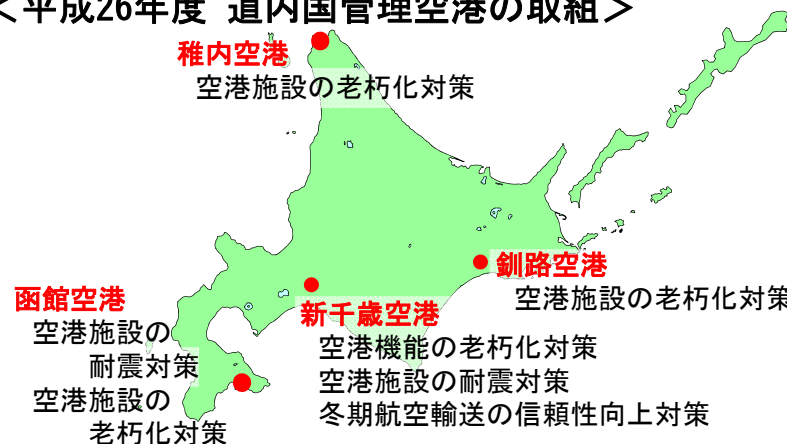 ＜平成26年度 道内国管理空港の取組＞
稚内空港
空港施設の老朽化対策
釧路空港
空港施設の老朽化対策
函館空港
空港施設の
耐震対策
空港施設の
老朽化対策
新千歳空港
空港機能の老朽化対策
空港施設の耐震対策
冬期航空輸送の信頼性向上対策